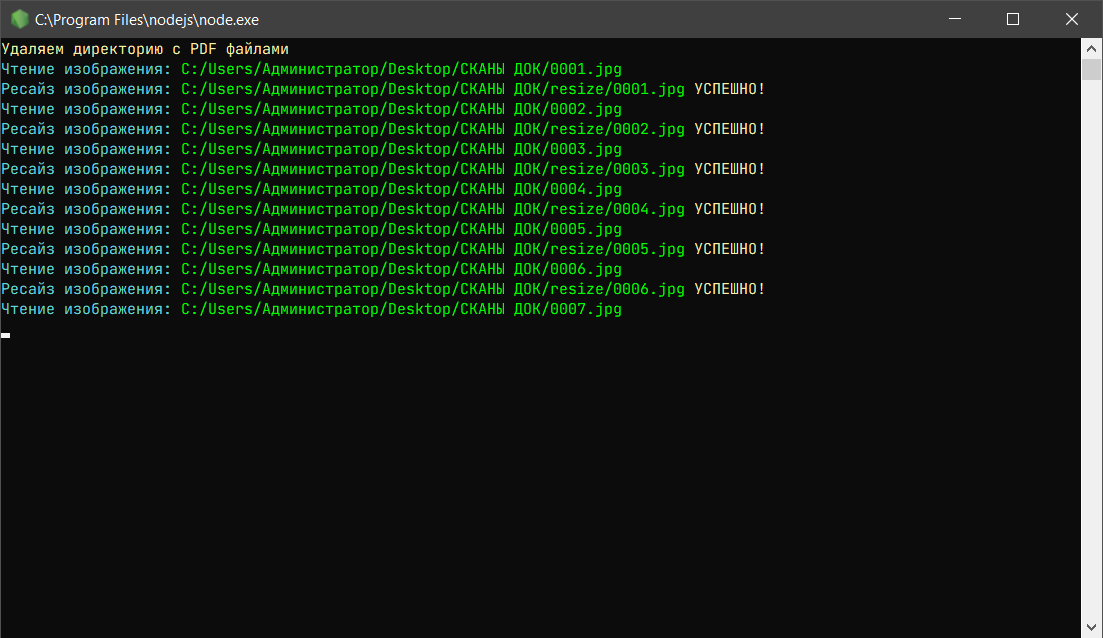 C:\Program Files\nodejs\node.exe
Удаляем директорию с PDF файлами
Чтение изображения: C:/Users/Администратор/Desktop/СКАНЫ ДОК/0001.jpg
Ресайз изображения: C:/Users/Администратор/Desktop/СКАНЫ ДОК/resize/0001.jpg УСПЕШНО!
Чтение изображения: C:/Users/Администратор/Desktop/СКАНЫ ДОК/0002.jpg
Ресайз изображения: C:/Users/Администратор/Desktop/СКАНЫ ДОК/resize/0002.jpg УСПЕШНО!
Чтение изображения: C:/Users/Администратор/Desktop/СКАНЫ ДОК/0003.jpg
Ресайз изображения: C:/Users/Администратор/Desktop/СКАНЫ ДОК/resize/0003.jpg УСПЕШНО!
Чтение изображения: C:/Users/Администратор/Desktop/СКАНЫ ДОК/0004.jpg
Ресайз изображения: C:/Users/Администратор/Desktop/СКАНЫ ДОК/resize/0004.jpg УСПЕШНО!
Чтение изображения: C:/Users/Администратор/Desktop/СКАНЫ ДОК/0005.jpg
Ресайз изображения: C:/Users/Администратор/Desktop/СКАНЫ ДОК/resize/0005.jpg УСПЕШНО!
Чтение изображения: C:/Users/Администратор/Desktop/СКАНЫ ДОК/0006.jpg
Ресайз изображения: C:/Users/Администратор/Desktop/СКАНЫ ДОК/resize/0006.jpg УСПЕШНО!
Чтение изображения: C:/Users/Администратор/Desktop/СКАНЫ ДОК/0007.jpg